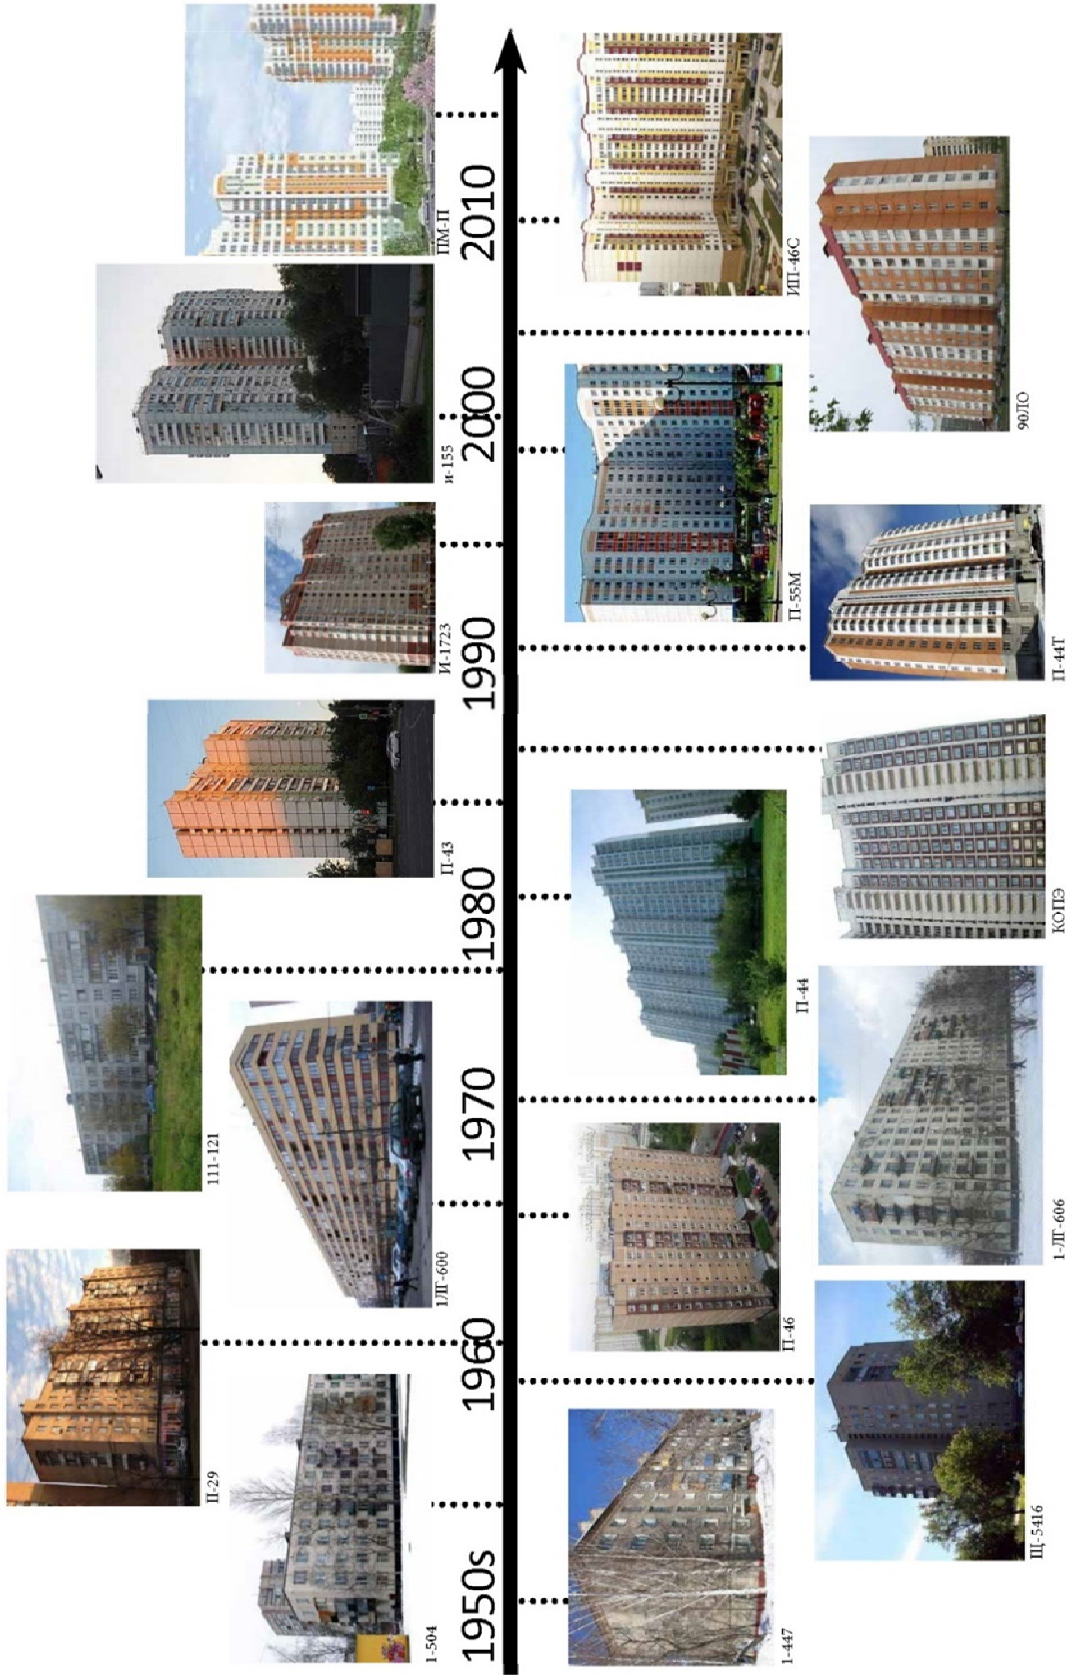 П-29
111-121
1-504
1ЛГ-600
П-43
И-1723
и-155
ПМ-П
1950s
1960
1970
1980
1990
2000
2010
1-447
П-46
П-44
П-55М
ИП-46С
Щ-5416
1-ЛГ-606
КОПЭ
П-44Т
90ЛО